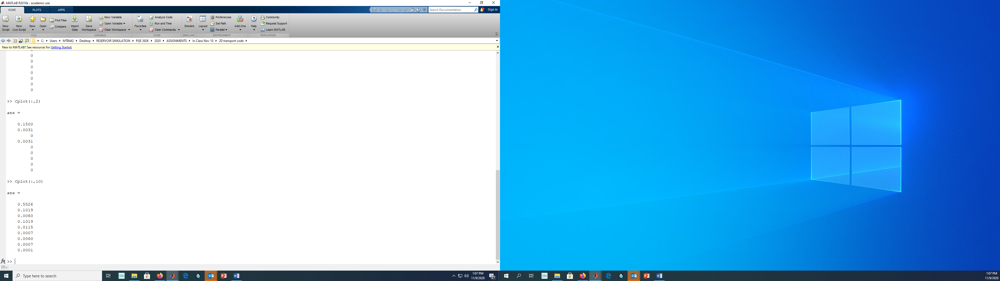 MATLAB R2019a - academic use
HOME PLOTS APPS
Search Documentation
Sign In
New Script
New Live Script
New
Open
Find Files
Compare
Import Data
Save Workspace
New Variable
Open Variable
Clear Workspace
Favorites
Analyze Code
Run and Time
Clear Commands
Simulink
Layout
Preferences
Set Path
Parallel
Add-Ons
Help
Community
Request Support
Learn MATLAB
FILE VARIABLE CODE SIMULINK ENVIRONMENT RESOURCES
C: Users MTB442 Desktop RESERVOIR SIMULATION PGE 392K 2020 ASSIGNMENTS In Class Nov 10 2D transport code
New to MATLAB? See resources for Getting Started.
0
0
0
0
0
0
0
>> Cplot(:,2)
ans =
0.1500
0.0031
0
0.0031
0
0
0
0
0
>> Cplot(:,10)
ans =
0.5526
0.1019
0.0060
0.1019
0.0115
0.0007
0.0060
0.0007
0.0001
fx >>
Type here to search
1:07 PM
11/9/2020
27
1:07 PM
11/9/2020